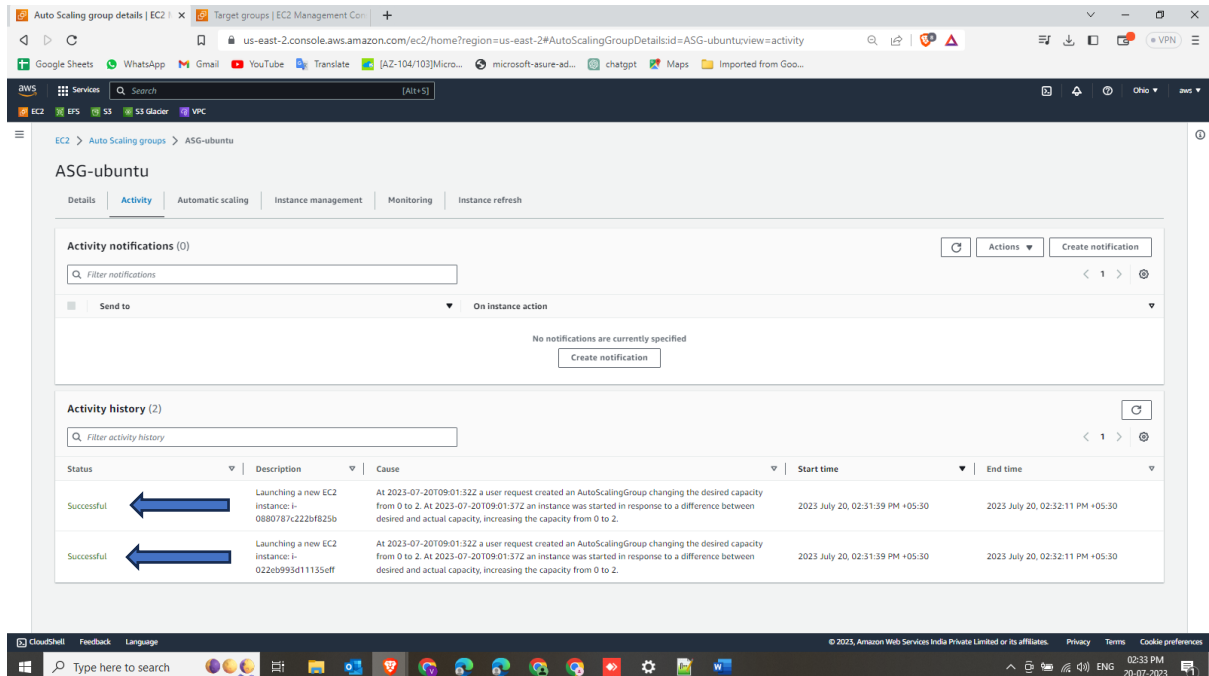 Auto Scaling group details | EC2
Target groups | EC2 Management Con
us-east-2.console.aws.amazon.com/ec2/home?region=us-east-2#AutoScalingGroupDetails:id=ASG-ubuntu;view=activity
VPN
Google Sheets WhatsApp Gmail YouTube Translate [AZ-104/103]Micro... microsoft-asure-ad... chatgpt Maps Imported from Goo...
aws Services Search [Alt+S] Ohio aws
EC2 EFS S3 S3 Glacier VPC
EC2 > Auto Scaling groups > ASG-ubuntu
ASG-ubuntu
Details Activity Automatic scaling Instance management Monitoring Instance refresh
Activity notifications (0)
Actions Create notification
Filter notifications
< 1 >
Send to On instance action
No notifications are currently specified
Create notification
Activity history (2)
Filter activity history
< 1 >
Status Description Cause Start time End time
Launching a new EC2 At 2023-07-20T09:01:32Z a user request created an AutoScalingGroup changing the desired capacity
Successful instance: i- from 0 to 2. At 2023-07-20T09:01:37Z an instance was started in response to a difference between 2023 July 20, 02:31:39 PM +05:30 2023 July 20, 02:32:11 PM +05:30
0880787c222bf825b desired and actual capacity, increasing the capacity from 0 to 2.
Launching a new EC2 At 2023-07-20T09:01:32Z a user request created an AutoScalingGroup changing the desired capacity
Successful instance: i- from 0 to 2. At 2023-07-20T09:01:37Z an instance was started in response to a difference between 2023 July 20, 02:31:39 PM +05:30 2023 July 20, 02:32:11 PM +05:30
022eb993d11135eff desired and actual capacity, increasing the capacity from 0 to 2.
CloudShell Feedback Language © 2023, Amazon Web Services India Private Limited or its affiliates. Privacy Terms Cookie preferences
Type here to search ENG 02:33 PM
20-07-2023